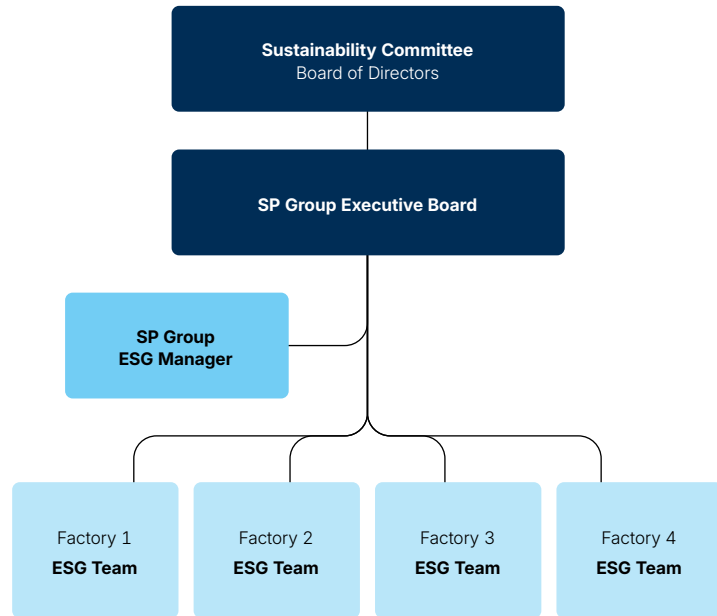 Sustainability Committee
Board of Directors
SP Group Executive Board
SP Group
ESG Manager
Factory 1
ESG Team
Factory 2
ESG Team
Factory 3
ESG Team
Factory 4
ESG Team